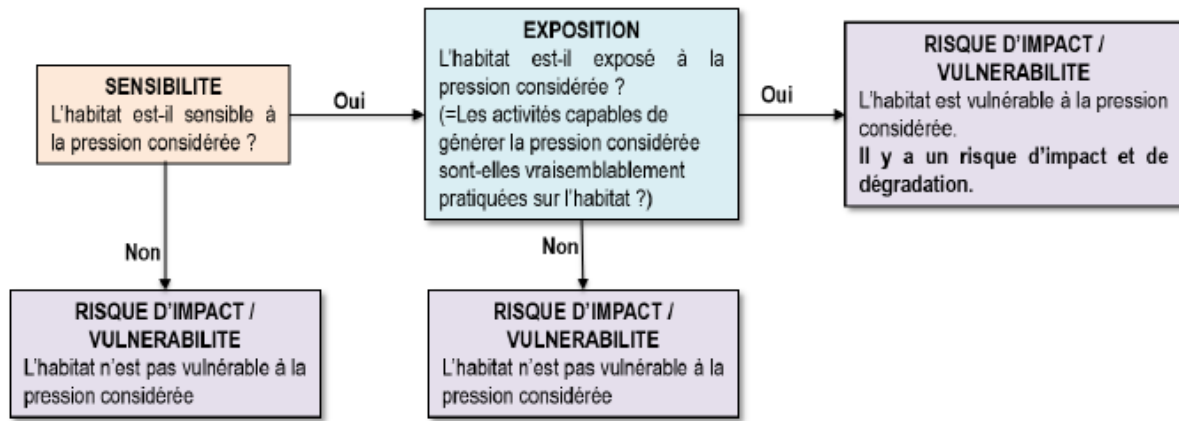 SENSIBILITE
L'habitat est-il sensible à
la pression considérée ?
Oui
Non
EXPOSITION
L'habitat est-il exposé à la
pression considérée ?
(=Les activités capables de
générer la pression considérée
sont-elles vraisemblablement
pratiquées sur l'habitat ?)
Oui
Non
RISQUE D'IMPACT /
VULNERABILITE
L'habitat est vulnérable à la pression
considérée.
Il y a un risque d'impact et de
dégradation.
RISQUE D'IMPACT /
VULNERABILITE
L'habitat n'est pas vulnérable à la
pression considérée
RISQUE D'IMPACT /
VULNERABILITE
L'habitat n'est pas vulnérable à la
pression considérée